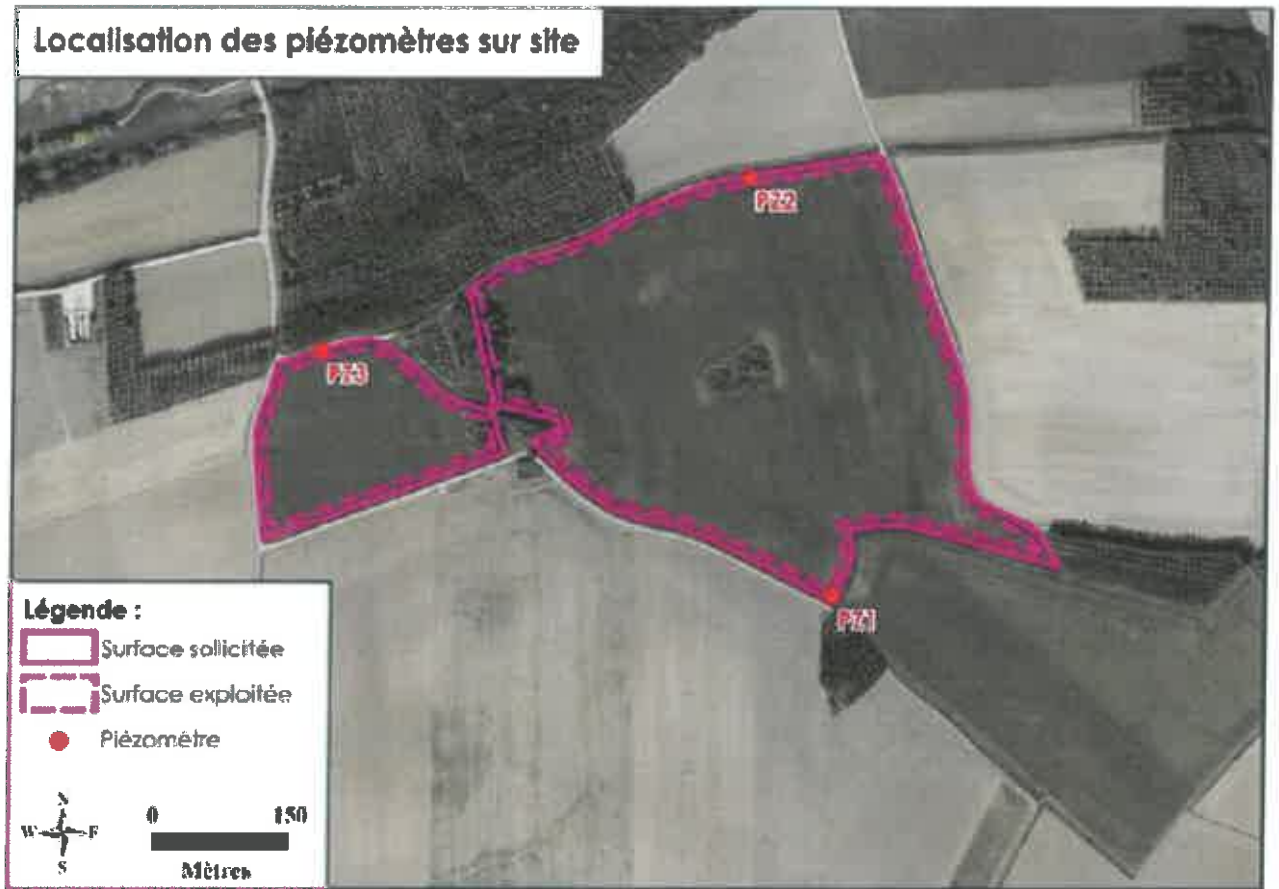 Localisation des piézomètres sur site
PZ2
PZ3
PZ1
Légende :
Surface sollicitée
Surface exploitée
Piézomètre
N
W E
S
0 150
Mètres